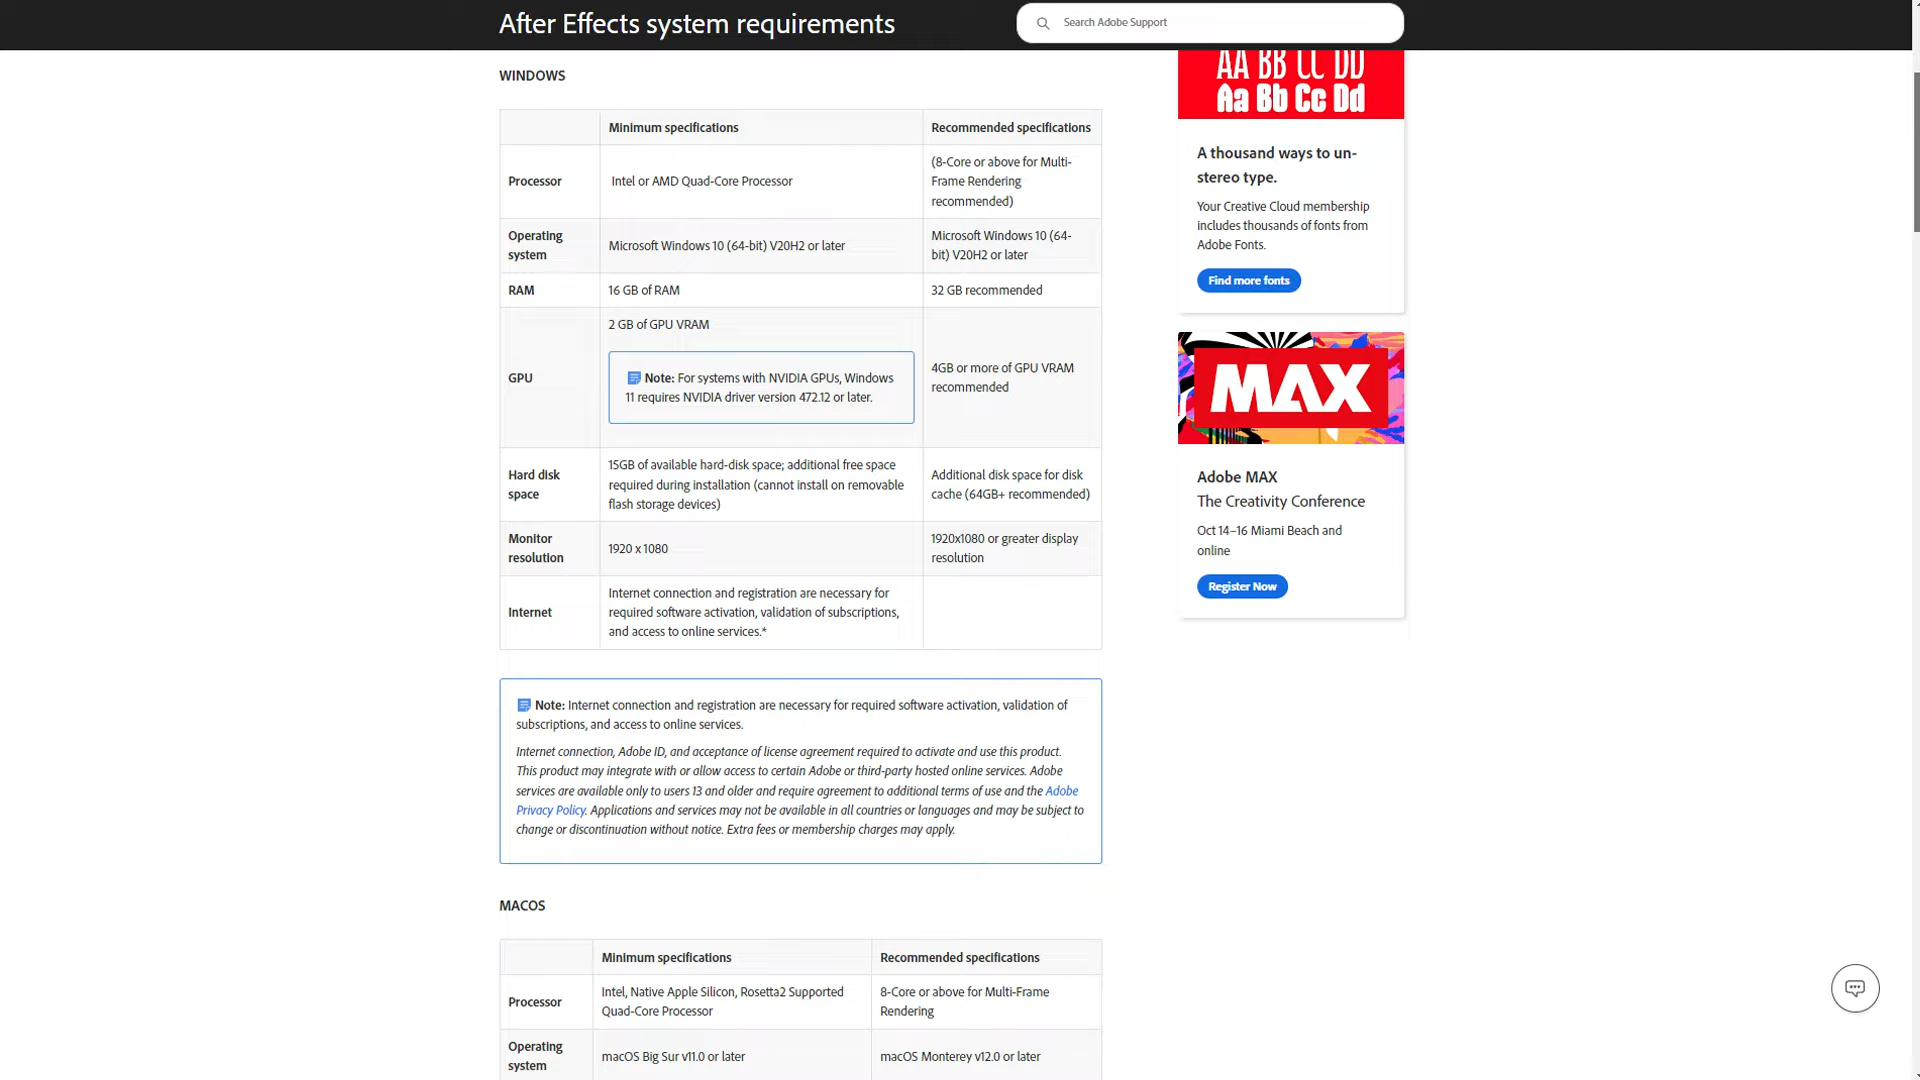 After Effects system requirements
Search Adobe Support
WINDOWS
Minimum specifications
Recommended specifications
Processor
Intel or AMD Quad-Core Processor
(8-Core or above for Multi-
Frame Rendering
recommended)
Operating
system
Microsoft Windows 10 (64-bit) V20H2 or later
Microsoft Windows 10 (64-
bit) V20H2 or later
RAM
16 GB of RAM
32 GB recommended
GPU
2 GB of GPU VRAM
Note: For systems with NVIDIA GPUs, Windows
11 requires NVIDIA driver version 472.12 or later.
4GB or more of GPU VRAM
recommended
Hard disk
space
15GB of available hard-disk space; additional free space
required during installation (cannot install on removable
flash storage devices)
Additional disk space for disk
cache (64GB+ recommended)
Monitor
resolution
1920 x 1080
1920x1080 or greater display
resolution
Internet
Internet connection and registration are necessary for
required software activation, validation of subscriptions,
and access to online services.*
Note: Internet connection and registration are necessary for required software activation, validation of
subscriptions, and access to online services.
Internet connection, Adobe ID, and acceptance of license agreement required to activate and use this product.
This product may integrate with or allow access to certain Adobe or third-party hosted online services. Adobe
services are available only to users 13 and older and require agreement to additional terms of use and the Adobe
Privacy Policy. Applications and services may not be available in all countries or languages and may be subject to
change or discontinuation without notice. Extra fees or membership charges may apply.
MACOS
Minimum specifications
Recommended specifications
Processor
Intel, Native Apple Silicon, Rosetta2 Supported
Quad-Core Processor
8-Core or above for Multi-Frame
Rendering
Operating
system
macOS Big Sur v11.0 or later
macOS Monterey v12.0 or later
AA BB CC DD
Aa Bb Cc Dd
A thousand ways to un-
stereo type.
Your Creative Cloud membership
includes thousands of fonts from
Adobe Fonts.
Find more fonts
MAX
Adobe MAX
The Creativity Conference
Oct 14–16 Miami Beach and
online
Register Now